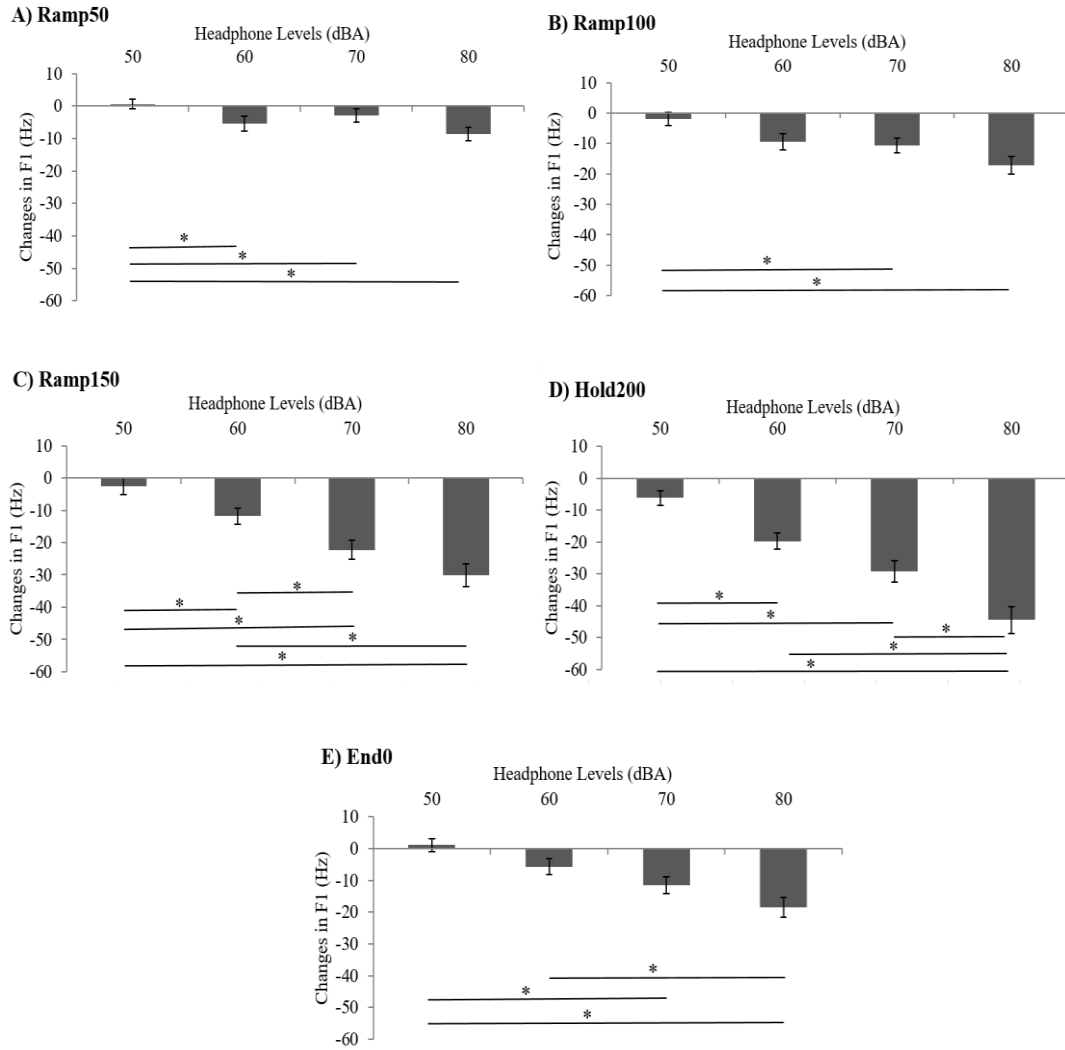 A) Ramp50
Headphone Levels (dBA)
50 60 70 80
10
0
-10
-20
-30
-40
-50
-60
Changes in F1 (Hz)
*
*
*
B) Ramp100
Headphone Levels (dBA)
50 60 70 80
10
0
-10
-20
-30
-40
-50
-60
Changes in F1 (Hz)
*
*
C) Ramp150
Headphone Levels (dBA)
50 60 70 80
10
0
-10
-20
-30
-40
-50
-60
Changes in F1 (Hz)
*
*
*
*
*
D) Hold200
Headphone Levels (dBA)
50 60 70 80
10
0
-10
-20
-30
-40
-50
-60
Changes in F1 (Hz)
*
*
*
*
*
E) End0
Headphone Levels (dBA)
50 60 70 80
10
0
-10
-20
-30
-40
-50
-60
Changes in F1 (Hz)
*
*
*